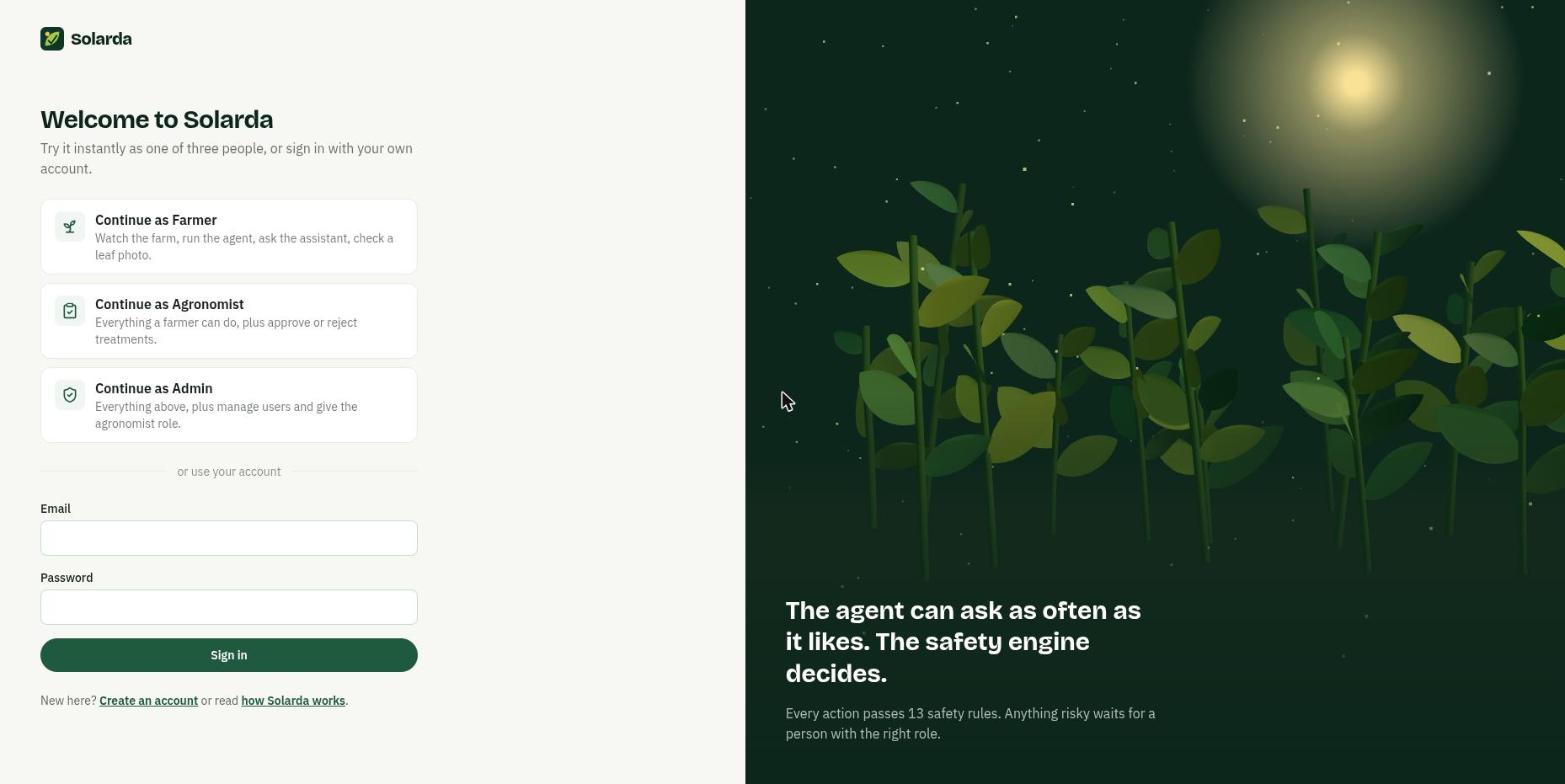 Solarda
Welcome to Solarda
Try it instantly as one of three people, or sign in with your own
account.
Continue as Farmer
Watch the farm, run the agent, ask the assistant, check a
leaf photo.
Continue as Agronomist
Everything a farmer can do, plus approve or reject
treatments.
Continue as Admin
Everything above, plus manage users and give the
agronomist role.
or use your account
Email
Password
Sign in
New here? Create an account or read how Solarda works.
The agent can ask as often as
it likes. The safety engine
decides.
Every action passes 13 safety rules. Anything risky waits for a
person with the right role.